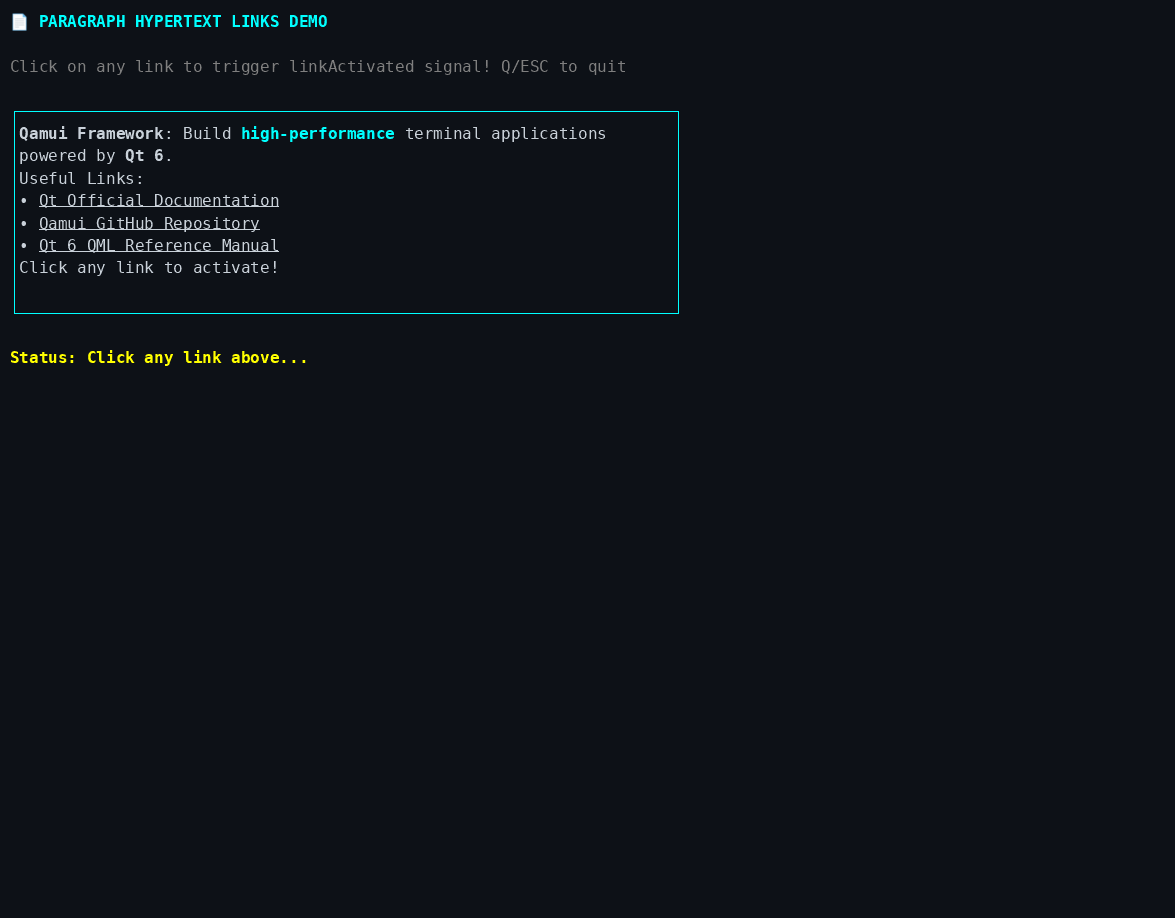 📄 PARAGRAPH HYPERTEXT LINKS DEMO
Click on any link to trigger linkActivated signal! Q/ESC to quit
Qamui Framework: Build high-performance terminal applications
powered by Qt 6.
Useful Links:
• Qt Official Documentation
• Qamui GitHub Repository
• Qt 6 QML Reference Manual
Click any link to activate!
Status: Click any link above...